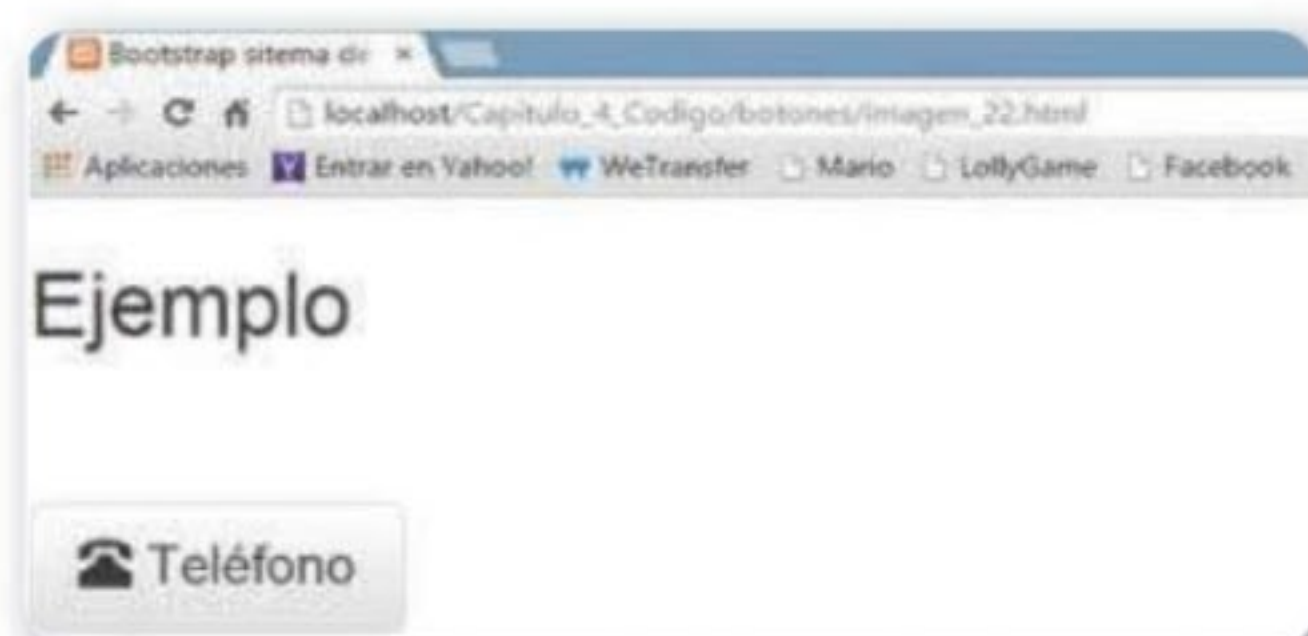 Bootstrap sitema de
localhost/Capitulo_4_Codigo/botones/imagen_22.html
Aplicaciones Entrar en Yahoo! WeTransfer Mario LollyGame Facebook
Ejemplo
Teléfono